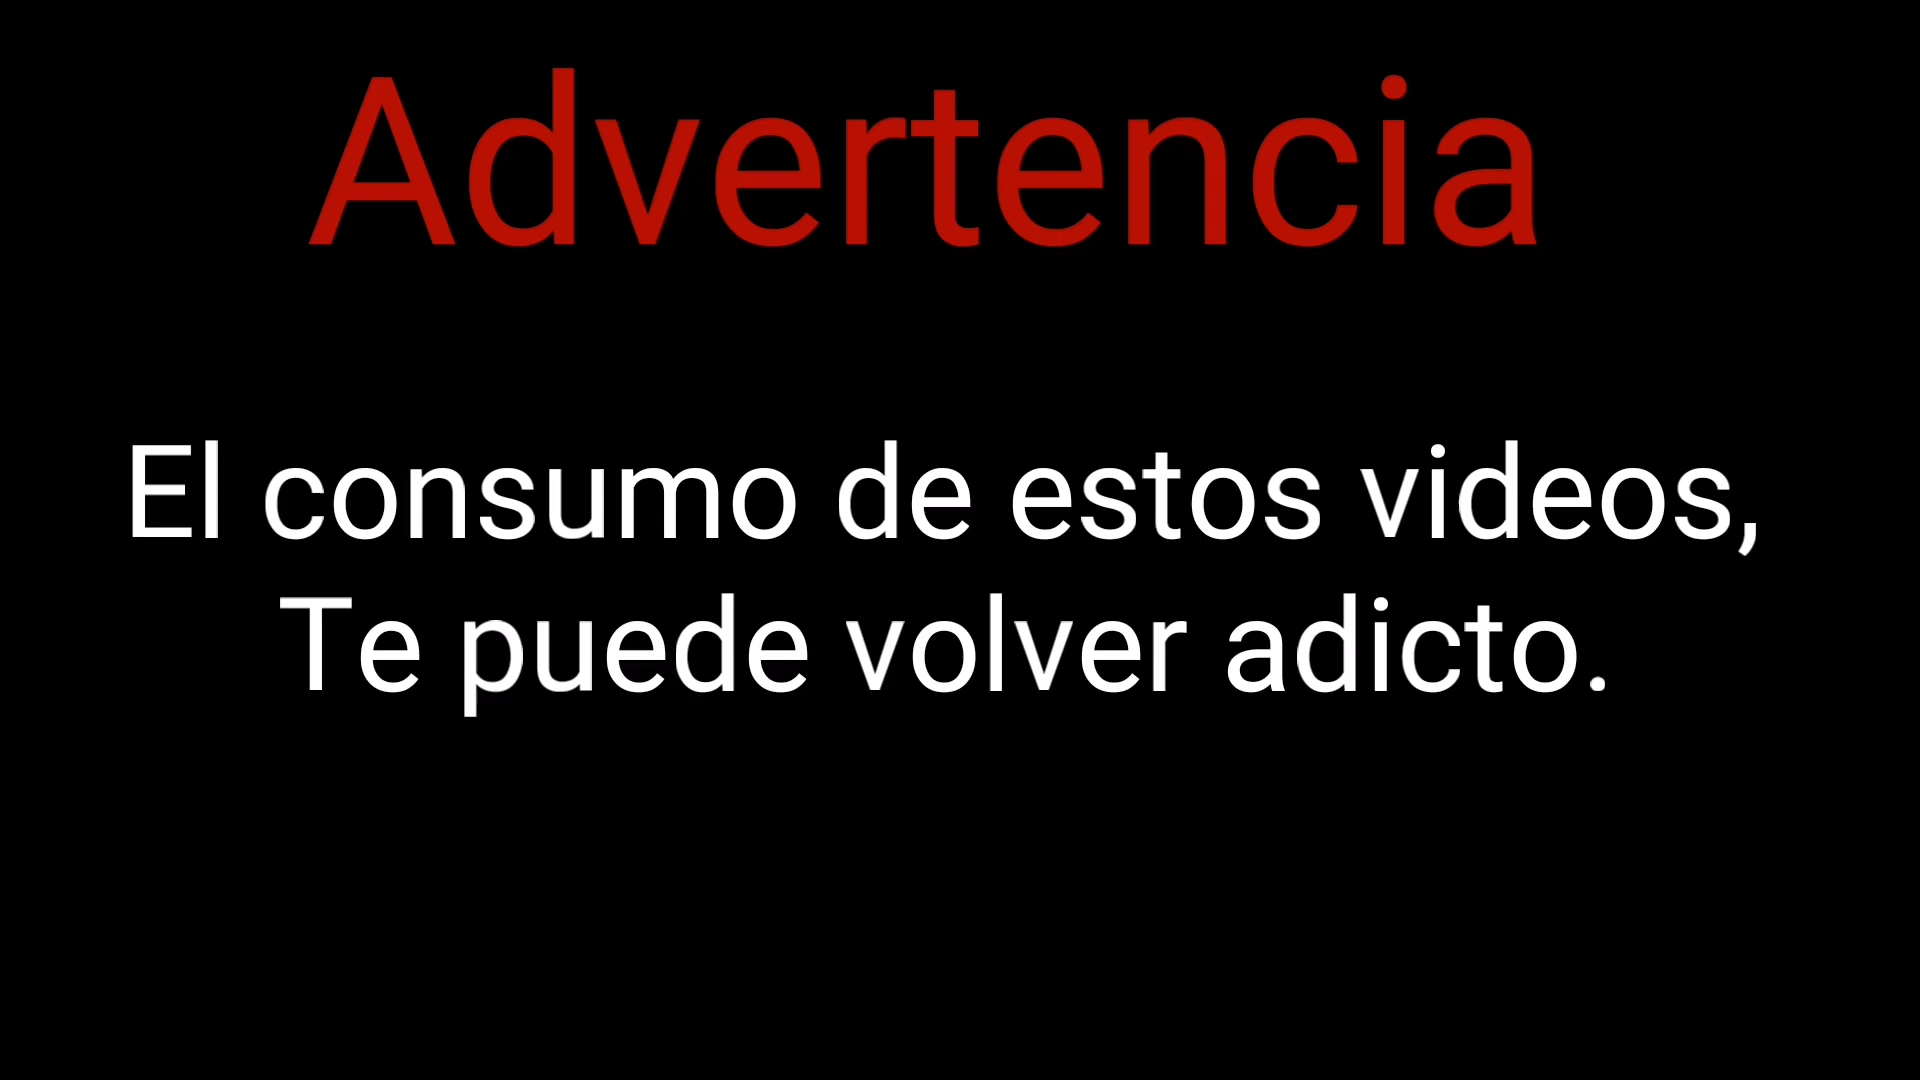 Advertencia
El consumo de estos videos,
Te puede volver adicto.